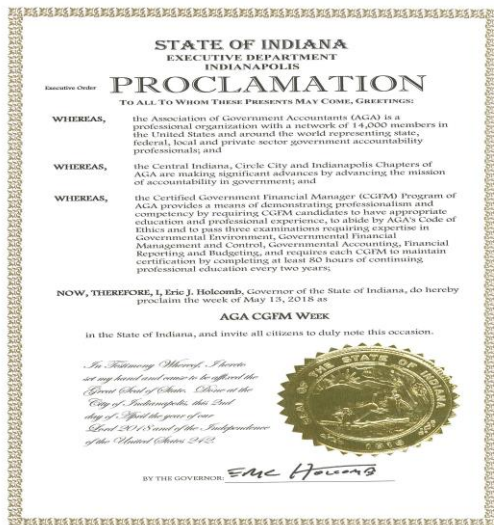 STATE OF INDIANA
EXECUTIVE DEPARTMENT
INDIANAPOLIS
Executive Order
PROCLAMATION
TO ALL TO WHOM THESE PRESENTS MAY COME, GREETINGS:
WHEREAS, the Association of Government Accountants (AGA) is a
professional organization with a network of 14,000 members in
the United States and around the world representing state,
federal, local and private sector government accountability
professionals; and
WHEREAS, the Central Indiana, Circle City and Indianapolis Chapters of
AGA are making significant advances by advancing the mission
of accountability in government; and
WHEREAS, the Certified Government Financial Manager (CGFM) Program of
AGA provides a means of demonstrating professionalism and
competency by requiring CGFM candidates to have appropriate
education and professional experience, to abide by AGA's Code of
Ethics and to pass three examinations requiring expertise in
Governmental Environment, Governmental Financial
Management and Control, Governmental Accounting, Financial
Reporting and Budgeting, and requires each CGFM to maintain
certification by completing at least 80 hours of continuing
professional education every two years;
NOW, THEREFORE, I, Eric J. Holcomb, Governor of the State of Indiana, do hereby
proclaim the week of May 13, 2018 as
AGA CGFM WEEK
in the State of Indiana, and invite all citizens to duly note this occasion.
In Testimony Whereof, I hereto
set my hand and cause to be affixed the
Great Seal of State. Done at the
City of Indianapolis, this 2nd
day of April the year of our
Lord 2018 and of the Independence
of the United States 242.
SEAL OF THE STATE OF INDIANA
1816
BY THE GOVERNOR: Eric Holcomb